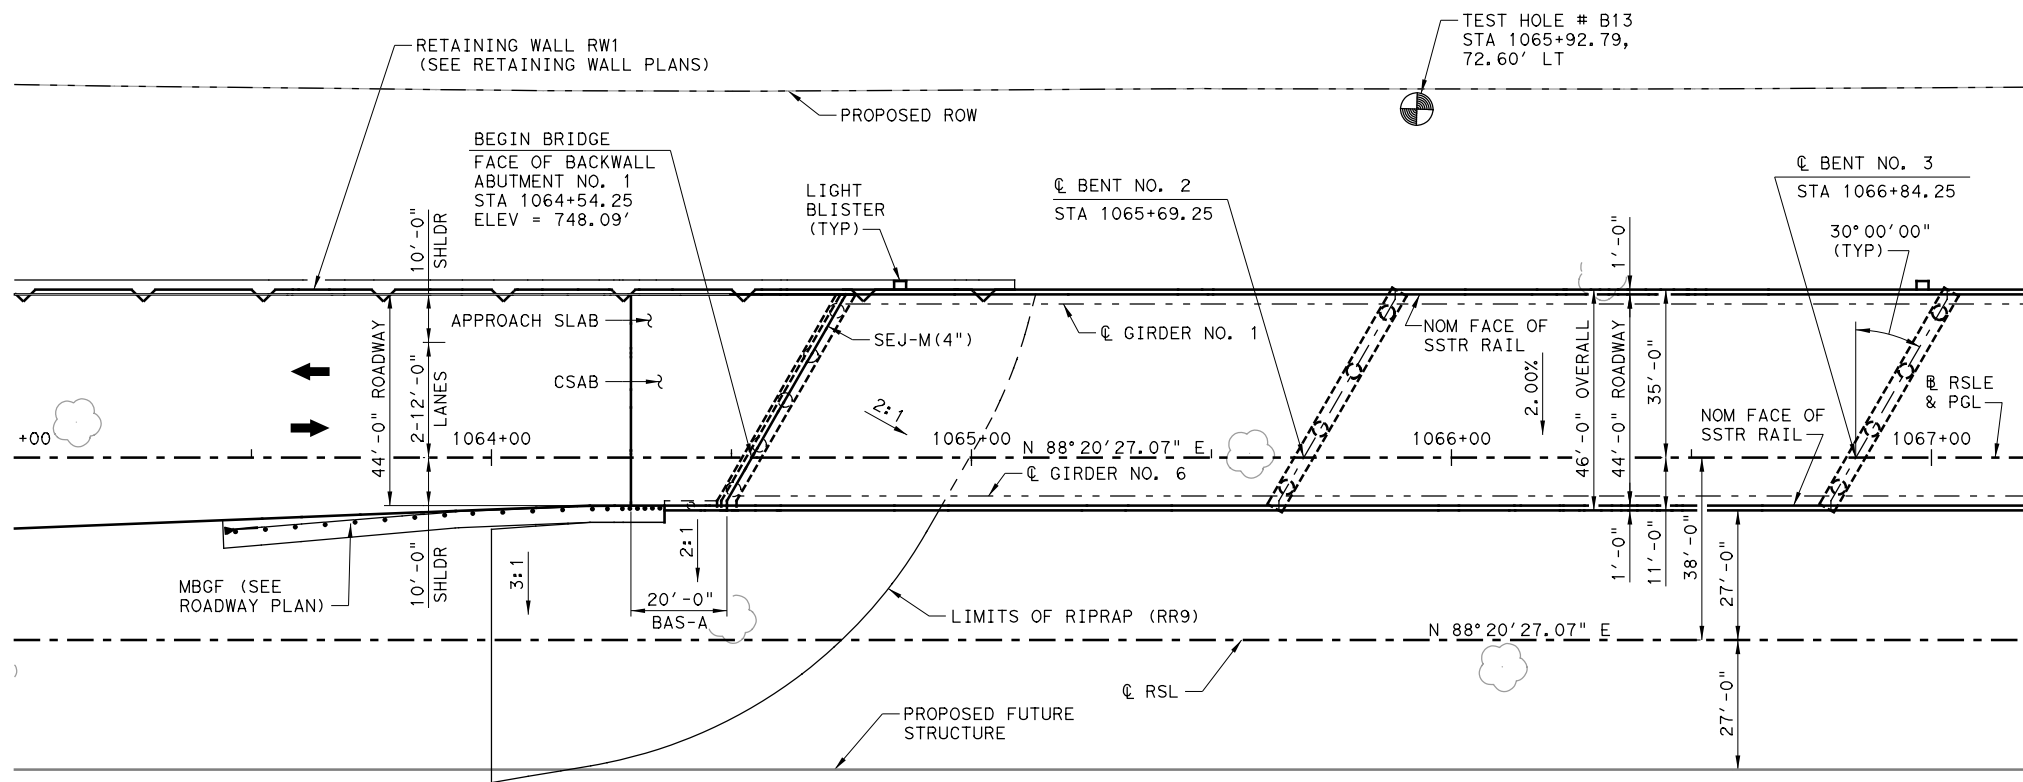 TEST HOLE # B13
STA 1065+92.79,
72.60' LT
RETAINING WALL RW1
(SEE RETAINING WALL PLANS)
PROPOSED ROW
BEGIN BRIDGE
FACE OF BACKWALL
ABUTMENT NO. 1
STA 1064+54.25
ELEV = 748.09'
LIGHT
BLISTER
(TYP)
℄ BENT NO. 2
STA 1065+69.25
℄ BENT NO. 3
STA 1066+84.25
30°00'00"
(TYP)
10'-0"
SHLDR
1'-0"
APPROACH SLAB
SEJ-M(4")
℄ GIRDER NO. 1
NOM FACE OF
SSTR RAIL
CSAB
44'-0" ROADWAY
2-12'-0"
LANES
2:1
2.00%
46'-0" OVERALL
44'-0" ROADWAY
35'-0"
NOM FACE OF
SSTR RAIL
B RSLE
& PGL
+00
1064+00
1065+00
N 88°20'27.07" E
1066+00
1067+00
℄ GIRDER NO. 6
MBGF (SEE
ROADWAY PLAN)
10'-0"
SHLDR
3:1
2:1
20'-0"
BAS-A
1'-0"
11'-0"
38'-0"
27'-0"
LIMITS OF RIPRAP (RR9)
N 88°20'27.07" E
℄ RSL
27'-0"
PROPOSED FUTURE
STRUCTURE